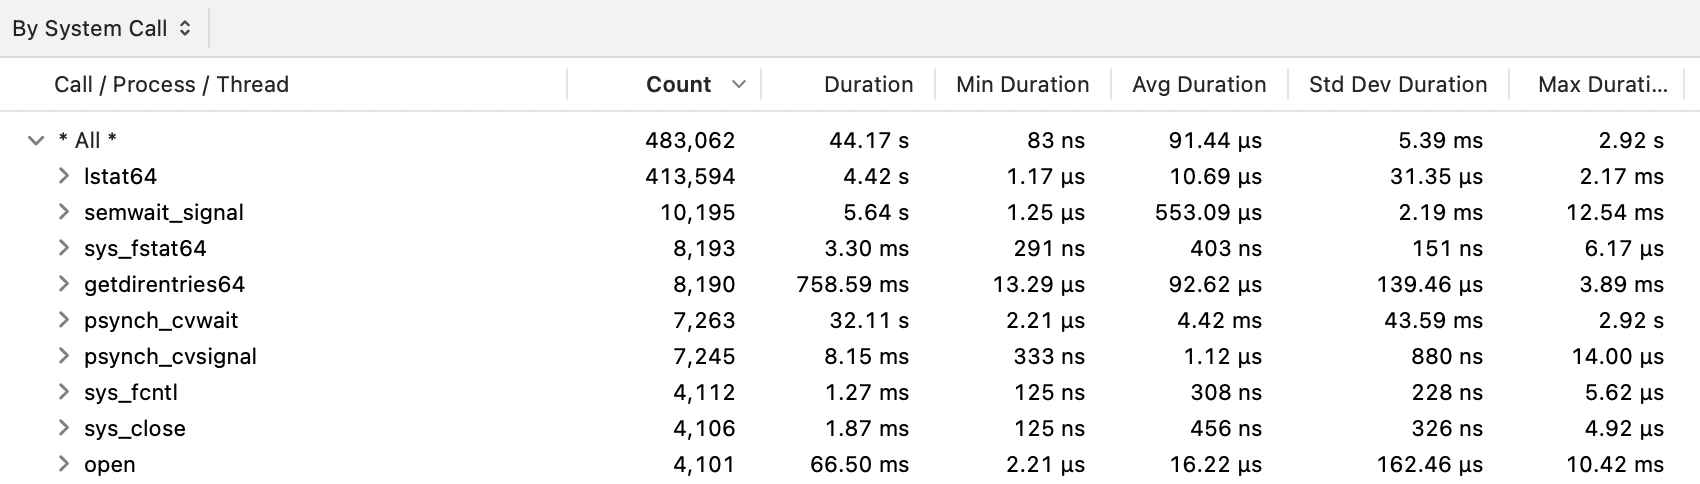 By System Call
Call / Process / Thread Count Duration Min Duration Avg Duration Std Dev Duration Max Durati...
* All * 483,062 44.17 s 83 ns 91.44 µs 5.39 ms 2.92 s
lstat64 413,594 4.42 s 1.17 µs 10.69 µs 31.35 µs 2.17 ms
semwait_signal 10,195 5.64 s 1.25 µs 553.09 µs 2.19 ms 12.54 ms
sys_fstat64 8,193 3.30 ms 291 ns 403 ns 151 ns 6.17 µs
getdirentries64 8,190 758.59 ms 13.29 µs 92.62 µs 139.46 µs 3.89 ms
psynch_cvwait 7,263 32.11 s 2.21 µs 4.42 ms 43.59 ms 2.92 s
psynch_cvsignal 7,245 8.15 ms 333 ns 1.12 µs 880 ns 14.00 µs
sys_fcntl 4,112 1.27 ms 125 ns 308 ns 228 ns 5.62 µs
sys_close 4,106 1.87 ms 125 ns 456 ns 326 ns 4.92 µs
open 4,101 66.50 ms 2.21 µs 16.22 µs 162.46 µs 10.42 ms